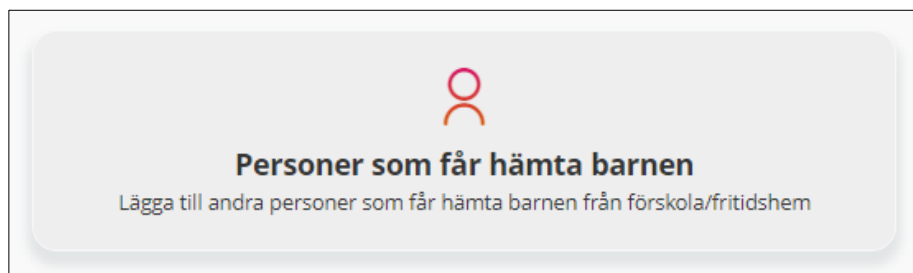 Personer som får hämta barnen
Lägga till andra personer som får hämta barnen från förskola/fritidshem